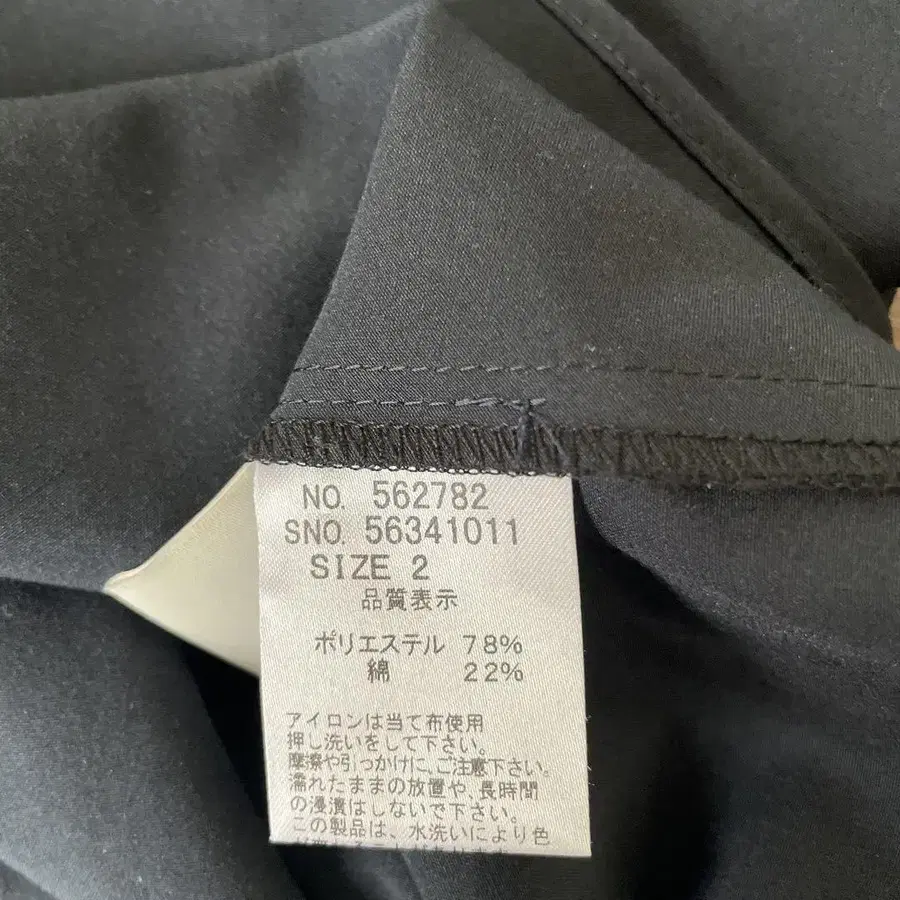 NO. 562782
SNO. 56341011
SIZE 2
品質表示
ポリエステル 78%
綿 22%
アイロンは当て布使用
押し洗いをして下さい。
摩擦や引っかけに、ご注意下さい。
濡れたままの放置や、長時間
の浸漬はしないで下さい。
この製品は、水洗いにより色